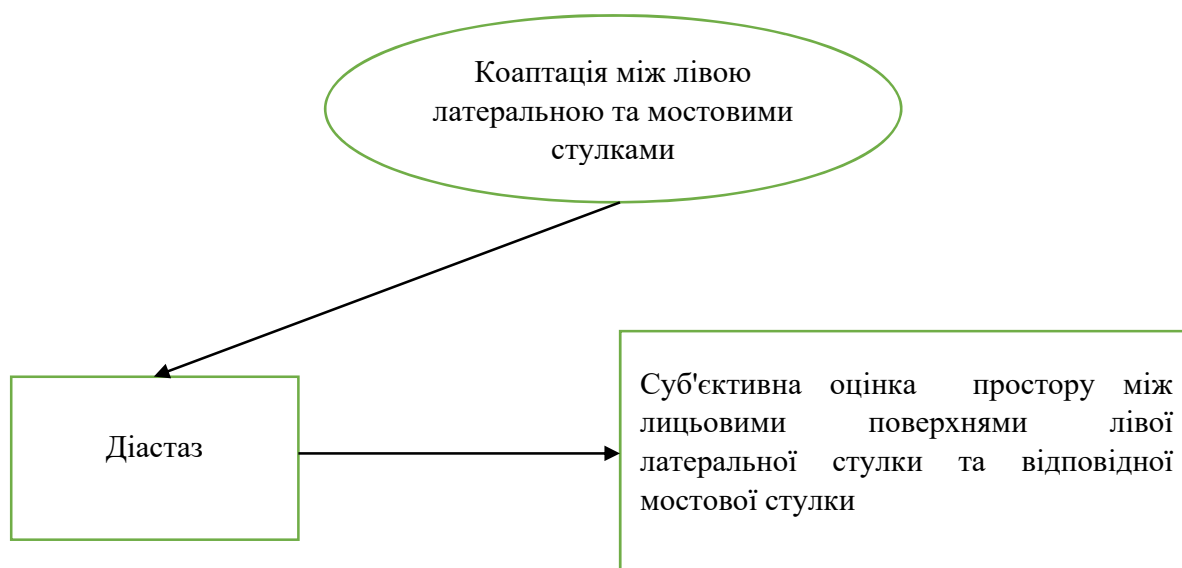 Коаптація між лівою
латеральною та мостовими
стулками
Діастаз
Суб'єктивна оцінка простору між
лицьовими поверхнями лівої
латеральної стулки та відповідної
мостової стулки